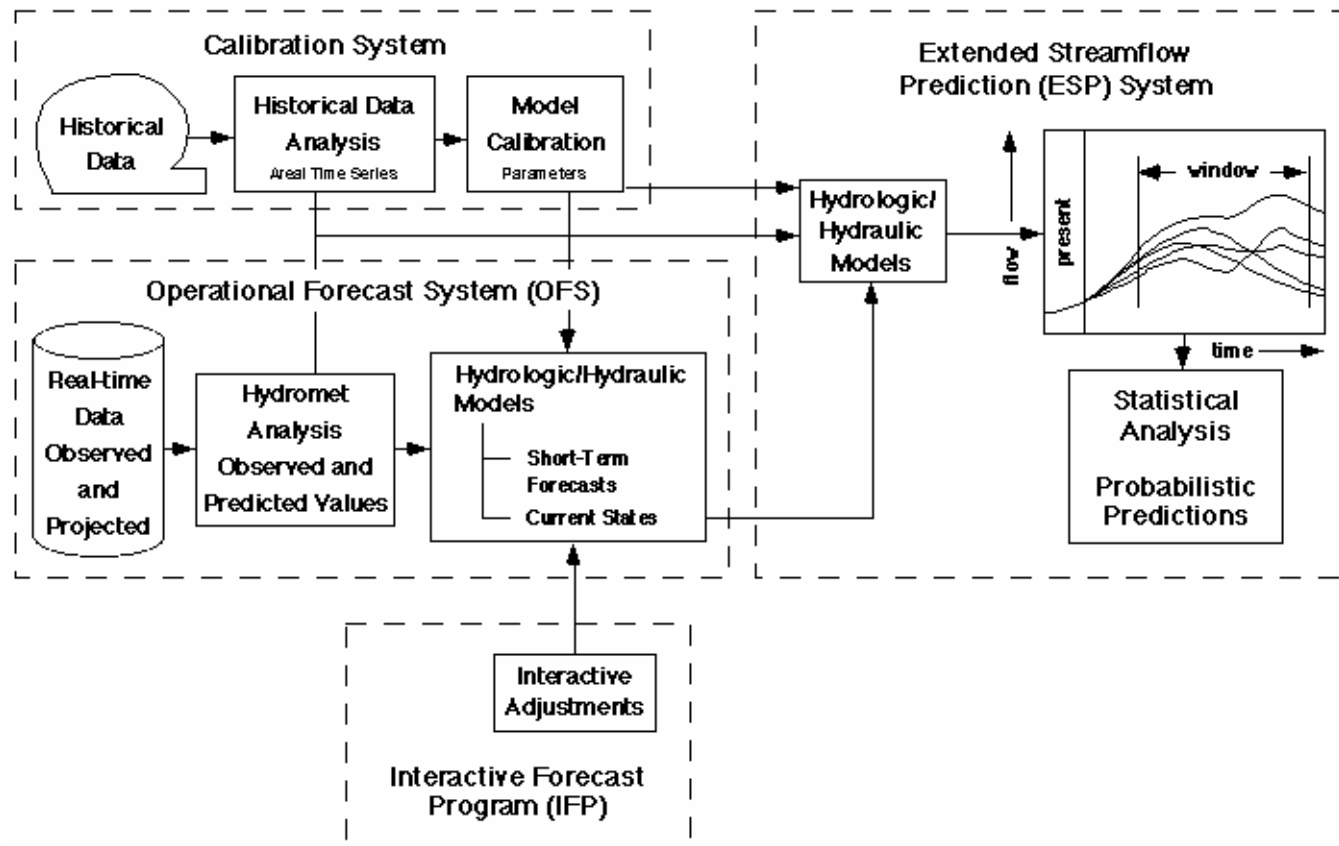 Calibration System
Historical
Data
Historical Data
Analysis
Areal Time Series
Model
Calibration
Parameters
Operational Forecast System (OFS)
Real-time
Data
Observed
and
Projected
Hydromet
Analysis
Observed and
Predicted Values
Hydrologic/Hydraulic
Models
Short-Term
Forecasts
Current States
Interactive
Adjustments
Interactive Forecast
Program (IFP)
Extended Streamflow
Prediction (ESP) System
Hydrologic/
Hydraulic
Models
flow
present
window
time
Statistical
Analysis
Probabilistic
Predictions